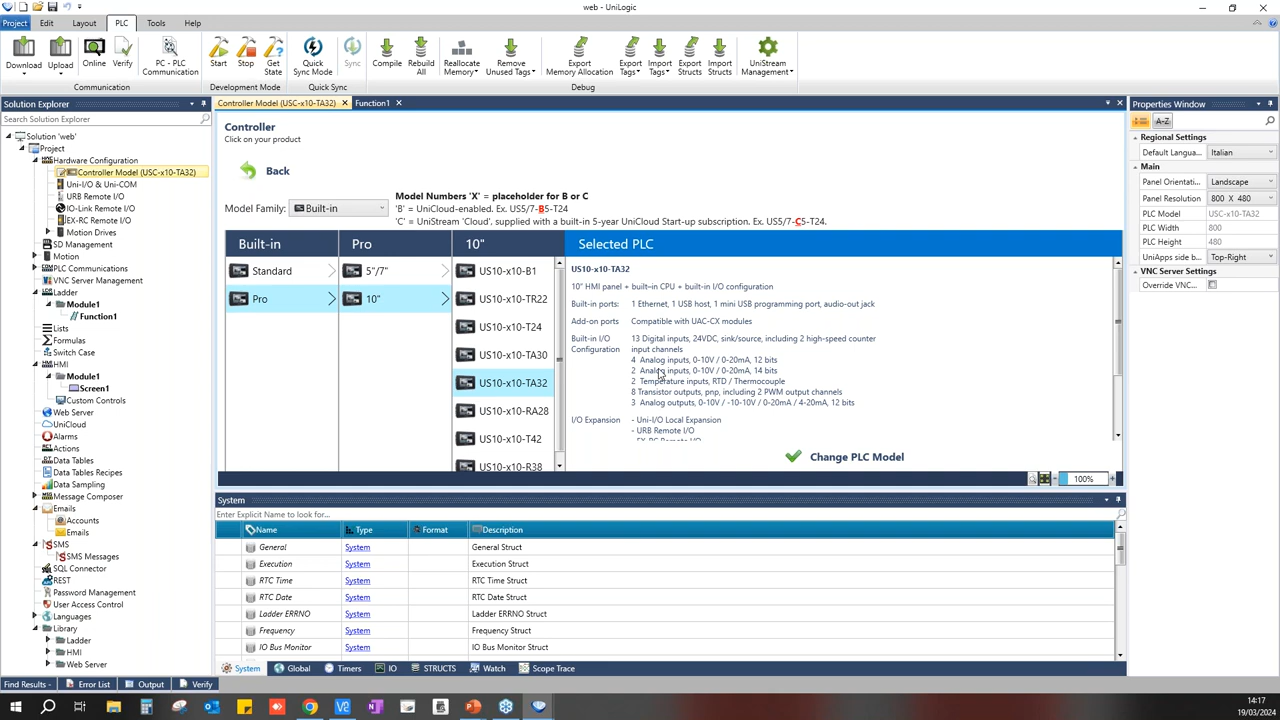 web - UniLogic
Project Edit Layout PLC Tools Help
Download Upload Online Verify PC - PLC Communication Start Stop Get State Quick Sync Mode Sync Compile Rebuild All Reallocate Memory Remove Unused Tags Export Memory Allocation Export Tags Import Tags Export Structs Import Structs UniStream Management
Communication Development Mode Quick Sync Debug
Solution Explorer
Search Solution Explorer
Solution 'web'
Project
Hardware Configuration
Controller Model (USC-x10-TA32)
Uni-I/O & Uni-COM
URB Remote I/O
IO-Link Remote I/O
EX-RC Remote I/O
Motion Drives
SD Management
Motion
PLC Communications
VNC Server Management
Ladder
Module1
Function1
Lists
Formulas
Switch Case
HMI
Module1
Screen1
Custom Controls
Web Server
UniCloud
Alarms
Actions
Data Tables
Data Tables Recipes
Data Sampling
Message Composer
Emails
Accounts
Emails
SMS
SMS Messages
SQL Connector
REST
Password Management
User Access Control
Languages
Library
Ladder
HMI
Web Server
Controller Model (USC-x10-TA32) Function1
Controller
Click on your product
Back
Model Family: Built-in
Model Numbers 'X' = placeholder for B or C
'B' = UniCloud-enabled. Ex. US5/7-B5-T24
'C' = UniStream 'Cloud', supplied with a built-in 5-year UniCloud Start-up subscription. Ex. US5/7-C5-T24.
Built-in Pro 10" Selected PLC
Standard
Pro
5"/7"
10"
US10-x10-B1
US10-x10-TR22
US10-x10-T24
US10-x10-TA30
US10-x10-TA32
US10-x10-RA28
US10-x10-T42
US10-x10-R38
US10-x10-TA32
10" HMI panel + built-in CPU + built-in I/O configuration
Built-in ports: 1 Ethernet, 1 USB host, 1 mini USB programming port, audio-out jack
Add-on ports Compatible with UAC-CX modules
Built-in I/O Configuration
13 Digital inputs, 24VDC, sink/source, including 2 high-speed counter
input channels
4 Analog inputs, 0-10V / 0-20mA, 12 bits
2 Analog inputs, 0-10V / 0-20mA, 14 bits
2 Temperature inputs, RTD / Thermocouple
8 Transistor outputs, pnp, including 2 PWM output channels
3 Analog outputs, 0-10V / -10-10V / 0-20mA / 4-20mA, 12 bits
I/O Expansion - Uni-I/O Local Expansion
- URB Remote I/O
- EX-RC Remote I/O
Change PLC Model
100%
System
Enter Explicit Name to look for...
Name Type Format Description
General System General Struct
Execution System Execution Struct
RTC Time System RTC Time Struct
RTC Date System RTC Date Struct
Ladder ERRNO System Ladder ERRNO Struct
Frequency System Frequency Struct
IO Bus Monitor System IO Bus Monitor Struct
System Global Timers IO STRUCTS Watch Scope Trace
Properties Window
A-Z
Regional Settings
Default Langua... Italian
Main
Panel Orientat... Landscape
Panel Resolution 800 X 480
PLC Model USC-x10-TA32
PLC Width 800
PLC Height 480
UniApps side b... Top-Right
VNC Server Settings
Override VNC...
Find Results - Error List Output Verify
14:17
19/03/2024